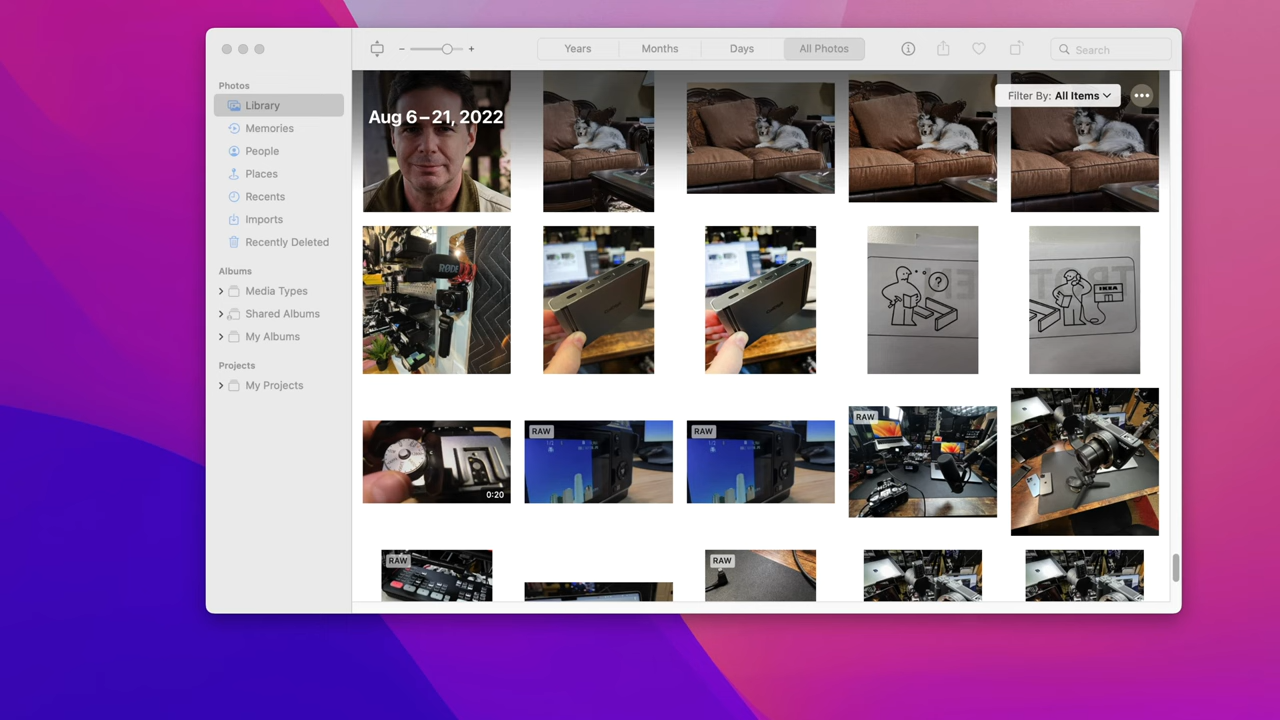 − +
Years Months Days All Photos
Search
Photos
Library
Memories
People
Places
Recents
Imports
Recently Deleted
Albums
Media Types
Shared Albums
My Albums
Projects
My Projects
Aug 6–21, 2022
Filter By: All Items
RØDE
?
IKEA
0:20
RAW
RAW
RAW
RAW
RAW